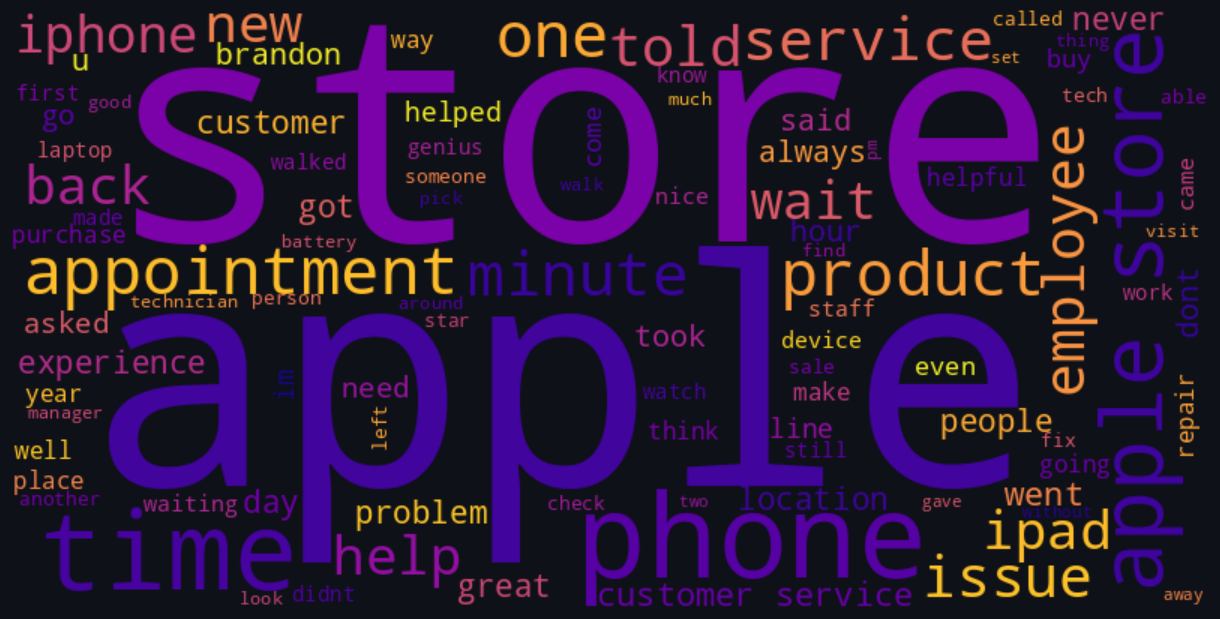 iphone
new
one
told
service
called
never
u
brandon
way
set
thing
buy
store
first
good
go
know
much
tech
able
customer
helped
come
said
laptop
walked
genius
always
pm
back
someone
walk
pick
nice
helpful
got
wait
made
purchase
battery
hour
find
employee
apple store
came
visit
appointment
minute
product
technician
person
around
star
staff
work
dont
asked
apple
took
device
experience
im
need
watch
sale
make
even
year
manager
left
think
line
still
people
fix
going
repair
well
place
another
waiting
day
problem
check
two
location
gave
went
without
time
help
phone
ipad
great
issue
look
didnt
customer service
away